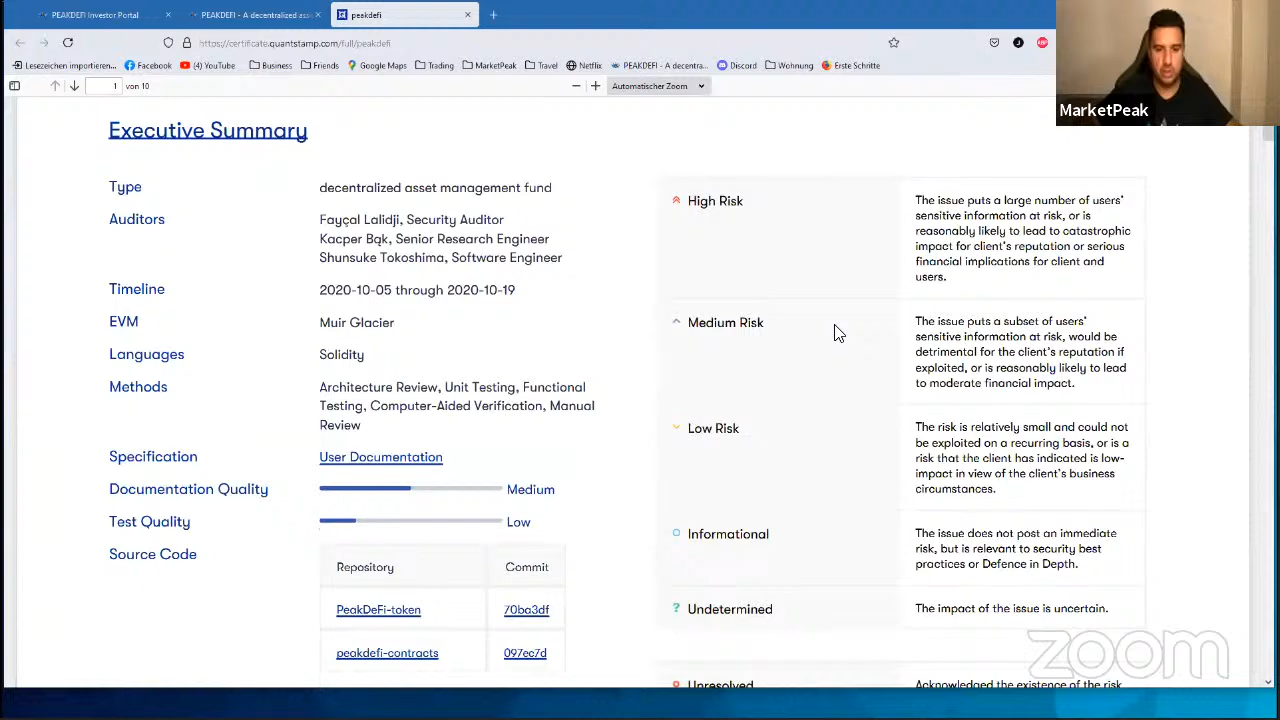 PEAKDEFI Investor Portal
PEAKDEFI - A decentralized asse
peakdefi
https://certificate.quantstamp.com/full/peakdefi
Lesezeichen importieren...
Facebook
(4) YouTube
Business
Friends
Google Maps
Trading
MarketPeak
Travel
Netflix
PEAKDEFI - A decentra...
Discord
Wohnung
Erste Schritte
1 von 10
Automatischer Zoom
MarketPeak
Executive Summary
Type decentralized asset management fund
Auditors Fayçal Lalidji, Security Auditor
Kacper Bąk, Senior Research Engineer
Shunsuke Tokoshima, Software Engineer
Timeline 2020-10-05 through 2020-10-19
EVM Muir Glacier
Languages Solidity
Methods Architecture Review, Unit Testing, Functional
Testing, Computer-Aided Verification, Manual
Review
Specification User Documentation
Documentation Quality Medium
Test Quality Low
Source Code
Repository Commit
PeakDeFi-token 70ba3df
peakdefi-contracts 097ec7d
High Risk
The issue puts a large number of users'
sensitive information at risk, or is
reasonably likely to lead to catastrophic
impact for client's reputation or serious
financial implications for client and
users.
Medium Risk
The issue puts a subset of users'
sensitive information at risk, would be
detrimental for the client's reputation if
exploited, or is reasonably likely to lead
to moderate financial impact.
Low Risk
The risk is relatively small and could not
be exploited on a recurring basis, or is a
risk that the client has indicated is low-
impact in view of the client's business
circumstances.
Informational
The issue does not post an immediate
risk, but is relevant to security best
practices or Defence in Depth.
? Undetermined
The impact of the issue is uncertain.
Unresolved
Acknowledged the existence of the risk
zoom